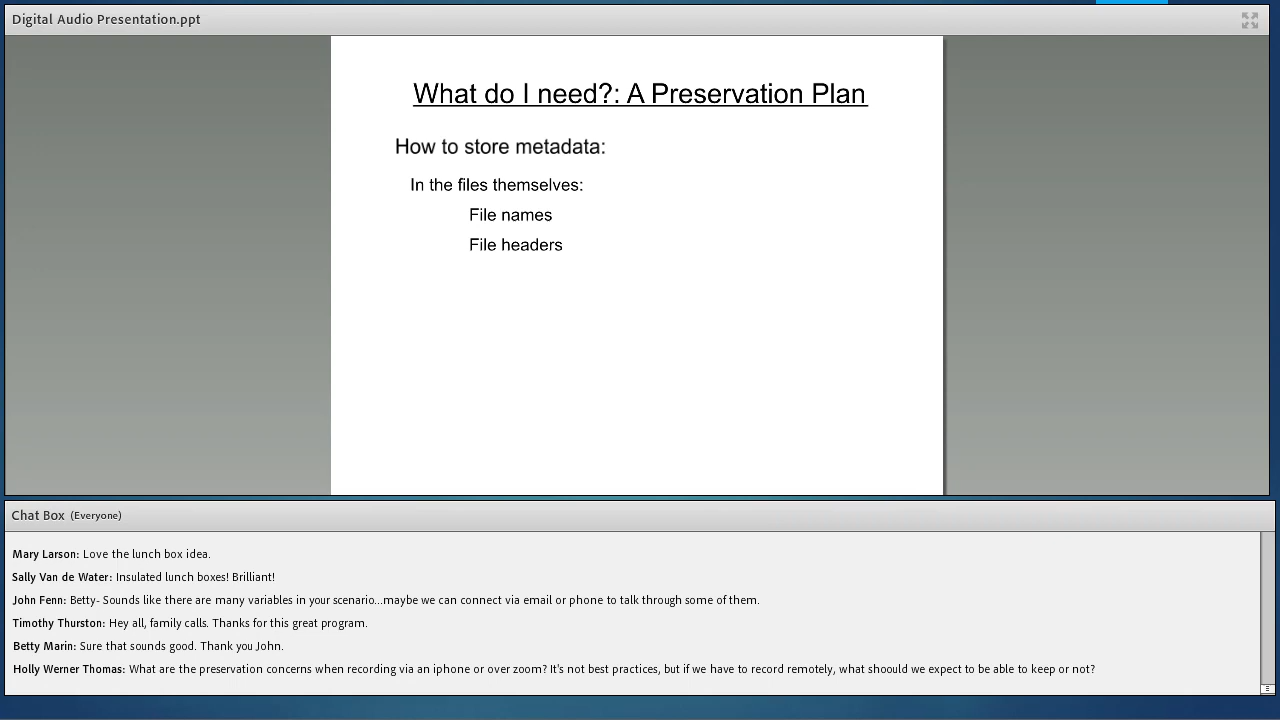 Digital Audio Presentation.ppt
What do I need?: A Preservation Plan
How to store metadata:
In the files themselves:
File names
File headers
Chat Box (Everyone)
Mary Larson: Love the lunch box idea.
Sally Van de Water: Insulated lunch boxes! Brilliant!
John Fenn: Betty- Sounds like there are many variables in your scenario...maybe we can connect via email or phone to talk through some of them.
Timothy Thurston: Hey all, family calls. Thanks for this great program.
Betty Marin: Sure that sounds good. Thank you John.
Holly Werner Thomas: What are the preservation concerns when recording via an iphone or over zoom? It's not best practices, but if we have to record remotely, what shoould we expect to be able to keep or not?